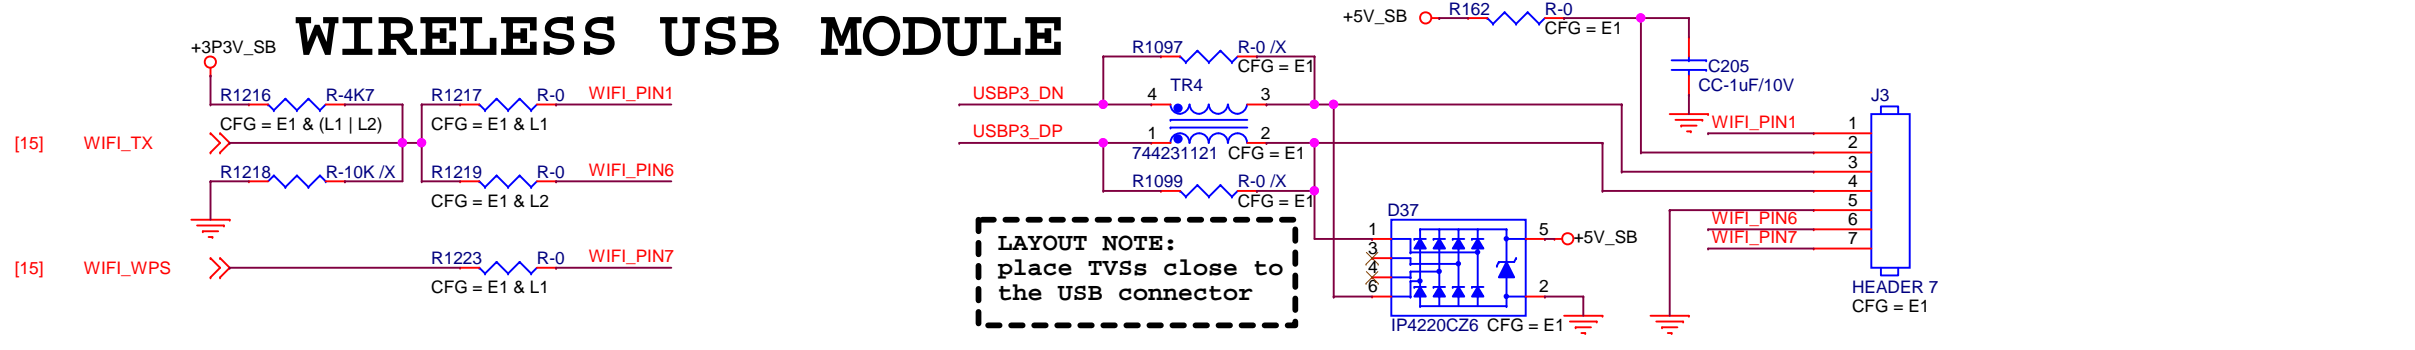 WIRELESS USB MODULE
+3P3V_SB
R1216 R-4K7
CFG = E1 & (L1 | L2)
R1217 R-0 WIFI_PIN1
CFG = E1 & L1
[15] WIFI_TX
R1218 R-10K /X
R1219 R-0 WIFI_PIN6
CFG = E1 & L2
[15] WIFI_WPS
R1223 R-0 WIFI_PIN7
CFG = E1 & L1
R1097 R-0 /X
CFG = E1
TR4
USBP3_DN 4 3
USBP3_DP 1 2
744231121 CFG = E1
R1099 R-0 /X
CFG = E1
LAYOUT NOTE:
place TVSs close to
the USB connector
+5V_SB R162 R-0
CFG = E1
C205
CC-1uF/10V
D37
1
3
4
6
5 +5V_SB
2
IP4220CZ6 CFG = E1
J3
WIFI_PIN1 1
2
3
4
5
WIFI_PIN6 6
WIFI_PIN7 7
HEADER 7
CFG = E1